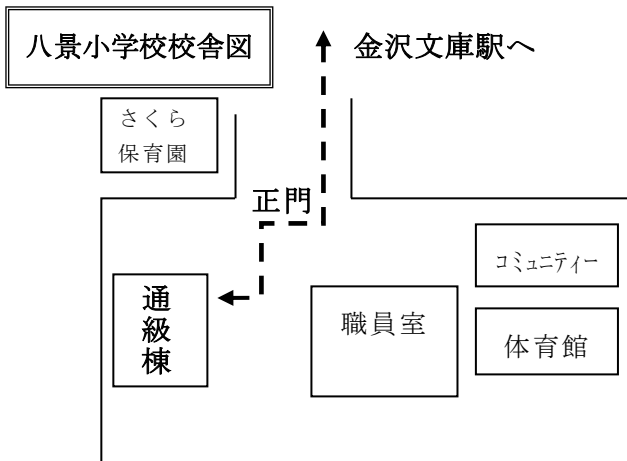 八景小学校校舎図
金沢文庫駅へ
さくら
保育園
正門
コミュニティー
通級棟
職員室
体育館